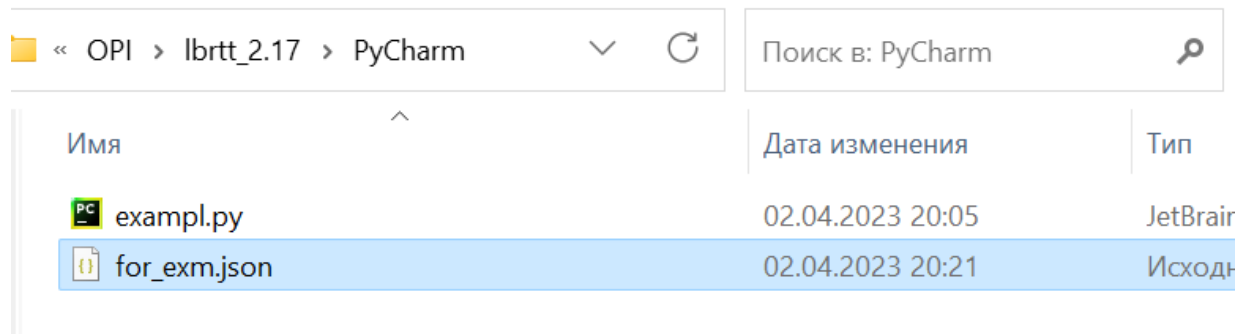 « OPI > lbrtt_2.17 > PyCharm Поиск в: PyCharm
Имя Дата изменения Тип
PC exampl.py 02.04.2023 20:05 JetBrain
{} for_exm.json 02.04.2023 20:21 Исходн